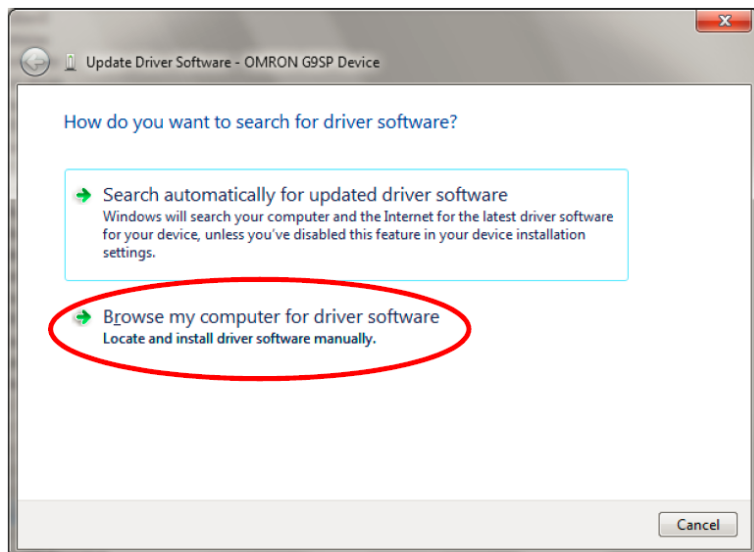 Update Driver Software - OMRON G9SP Device
How do you want to search for driver software?
Search automatically for updated driver software
Windows will search your computer and the Internet for the latest driver software
for your device, unless you've disabled this feature in your device installation
settings.
Browse my computer for driver software
Locate and install driver software manually.
Cancel